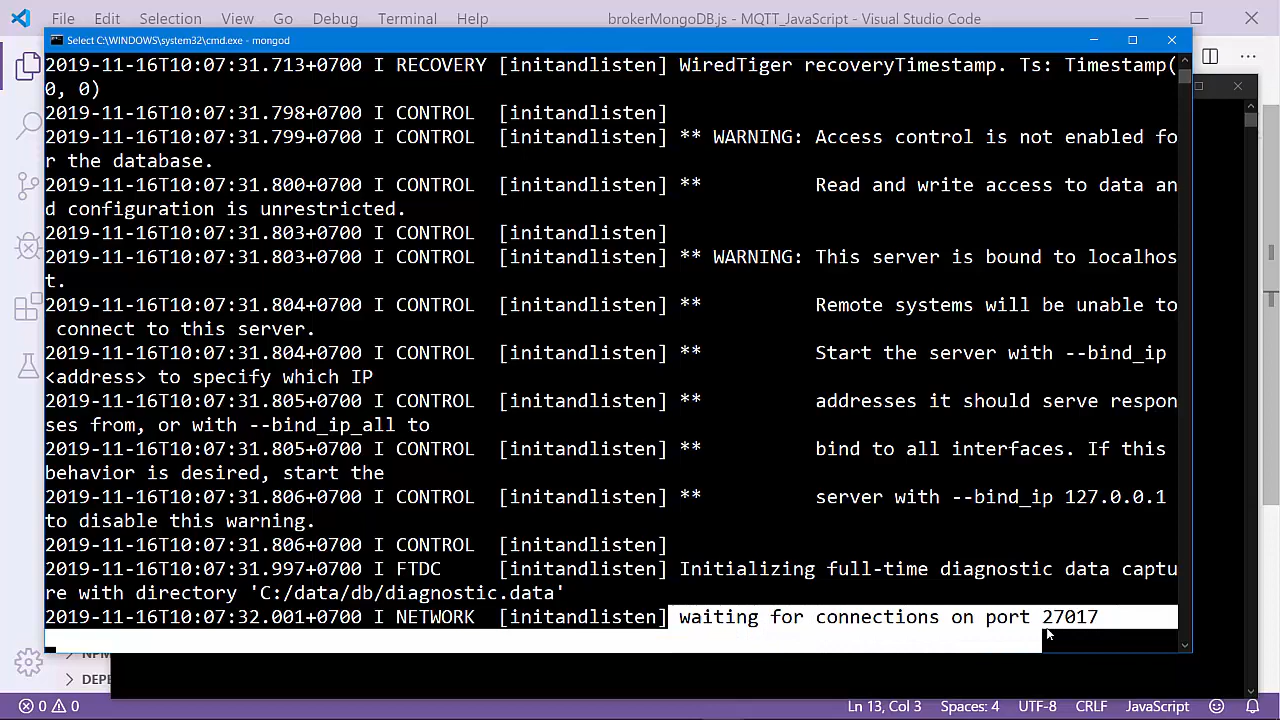 File Edit Selection View Go Debug Terminal Help brokerMongoDB.js - MQTT_JavaScript - Visual Studio Code
Select C:\WINDOWS\system32\cmd.exe - mongod
2019-11-16T10:07:31.713+0700 I RECOVERY [initandlisten] WiredTiger recoveryTimestamp. Ts: Timestamp(
0, 0)
2019-11-16T10:07:31.798+0700 I CONTROL [initandlisten]
2019-11-16T10:07:31.799+0700 I CONTROL [initandlisten] ** WARNING: Access control is not enabled fo
r the database.
2019-11-16T10:07:31.800+0700 I CONTROL [initandlisten] ** Read and write access to data an
d configuration is unrestricted.
2019-11-16T10:07:31.803+0700 I CONTROL [initandlisten]
2019-11-16T10:07:31.803+0700 I CONTROL [initandlisten] ** WARNING: This server is bound to localhos
t.
2019-11-16T10:07:31.804+0700 I CONTROL [initandlisten] ** Remote systems will be unable to
connect to this server.
2019-11-16T10:07:31.804+0700 I CONTROL [initandlisten] ** Start the server with --bind_ip
<address> to specify which IP
2019-11-16T10:07:31.805+0700 I CONTROL [initandlisten] ** addresses it should serve respon
ses from, or with --bind_ip_all to
2019-11-16T10:07:31.805+0700 I CONTROL [initandlisten] ** bind to all interfaces. If this
behavior is desired, start the
2019-11-16T10:07:31.806+0700 I CONTROL [initandlisten] ** server with --bind_ip 127.0.0.1
to disable this warning.
2019-11-16T10:07:31.806+0700 I CONTROL [initandlisten]
2019-11-16T10:07:31.997+0700 I FTDC [initandlisten] Initializing full-time diagnostic data captu
re with directory 'C:/data/db/diagnostic.data'
2019-11-16T10:07:32.001+0700 I NETWORK [initandlisten] waiting for connections on port 27017
DEPE
0 0 Ln 13, Col 3 Spaces: 4 UTF-8 CRLF JavaScript